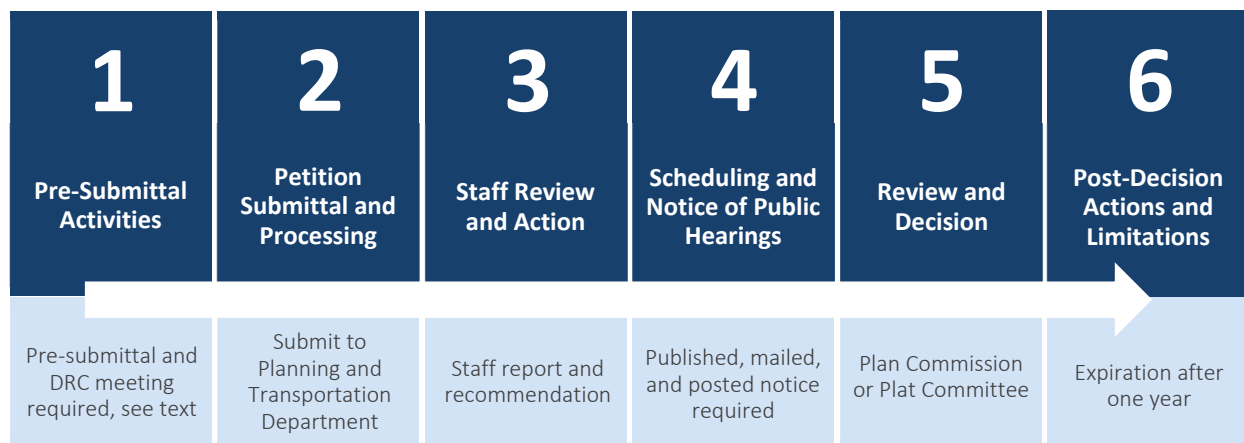 1
Pre-Submittal
Activities
Pre-submittal and
DRC meeting
required, see text
2
Petition
Submittal and
Processing
Submit to
Planning and
Transportation
Department
3
Staff Review
and Action
Staff report and
recommendation
4
Scheduling and
Notice of Public
Hearings
Published, mailed,
and posted notice
required
5
Review and
Decision
Plan Commission
or Plat Committee
6
Post-Decision
Actions and
Limitations
Expiration after
one year